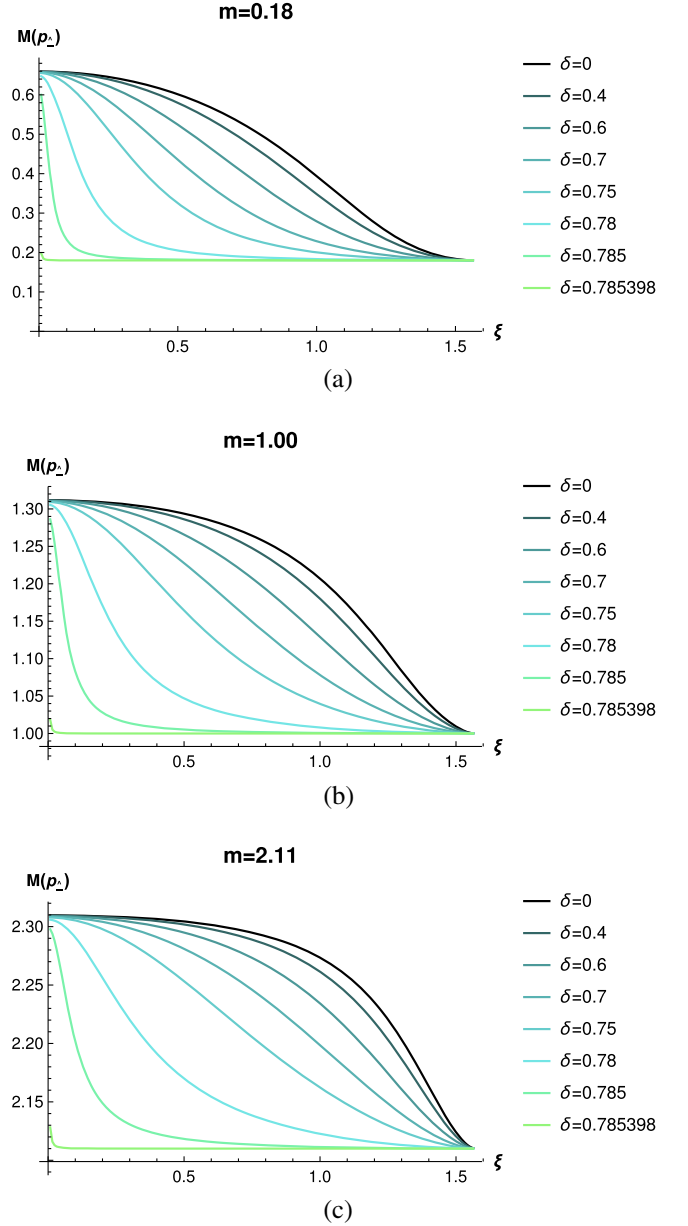 m=0.18
M(p_^)
δ=0
δ=0.4
δ=0.6
δ=0.7
δ=0.75
δ=0.78
δ=0.785
δ=0.785398
0.6
0.5
0.4
0.3
0.2
0.1
0.5 1.0 1.5 ξ
(a)
m=1.00
M(p_^)
δ=0
δ=0.4
δ=0.6
δ=0.7
δ=0.75
δ=0.78
δ=0.785
δ=0.785398
1.30
1.25
1.20
1.15
1.10
1.05
1.00
0.5 1.0 1.5 ξ
(b)
m=2.11
M(p_^)
δ=0
δ=0.4
δ=0.6
δ=0.7
δ=0.75
δ=0.78
δ=0.785
δ=0.785398
2.30
2.25
2.20
2.15
0.5 1.0 1.5 ξ
(c)